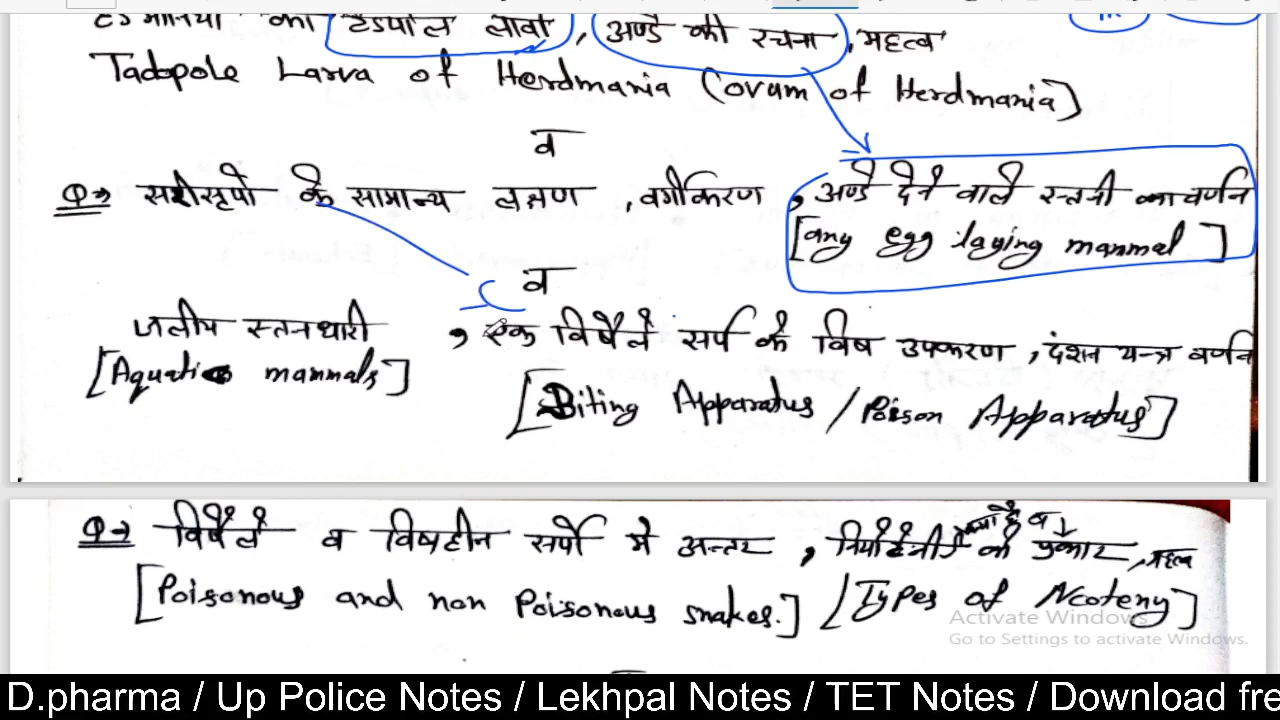 का टेडपोल लार्वा, अण्डे की रचना, महत्व
Tadopole Larva of Herdmania (ovum of Herdmania]
व
Q→ सरीसृपो के सामान्य लक्षण , वर्गीकरण , अण्डे देने वाले स्तनी का वर्णन
[any egg laying mammal ]
व
जलीय स्तनधारी , एक विषैले सर्प के विष उपकरण , दंशन यन्त्र वर्णन
[Aquatic mammals]
[Biting Apparatus / Poison Apparatus]
Q→ विषैले व विषहीन सर्पो मे अन्तर , के प्रकार , महत्व
[Poisonous and non Poisonous snakes.] [Types of Neoteny]
Activate Windows
Go to Settings to activate Windows.
D.pharma / Up Police Notes / Lekhpal Notes / TET Notes / Download fre